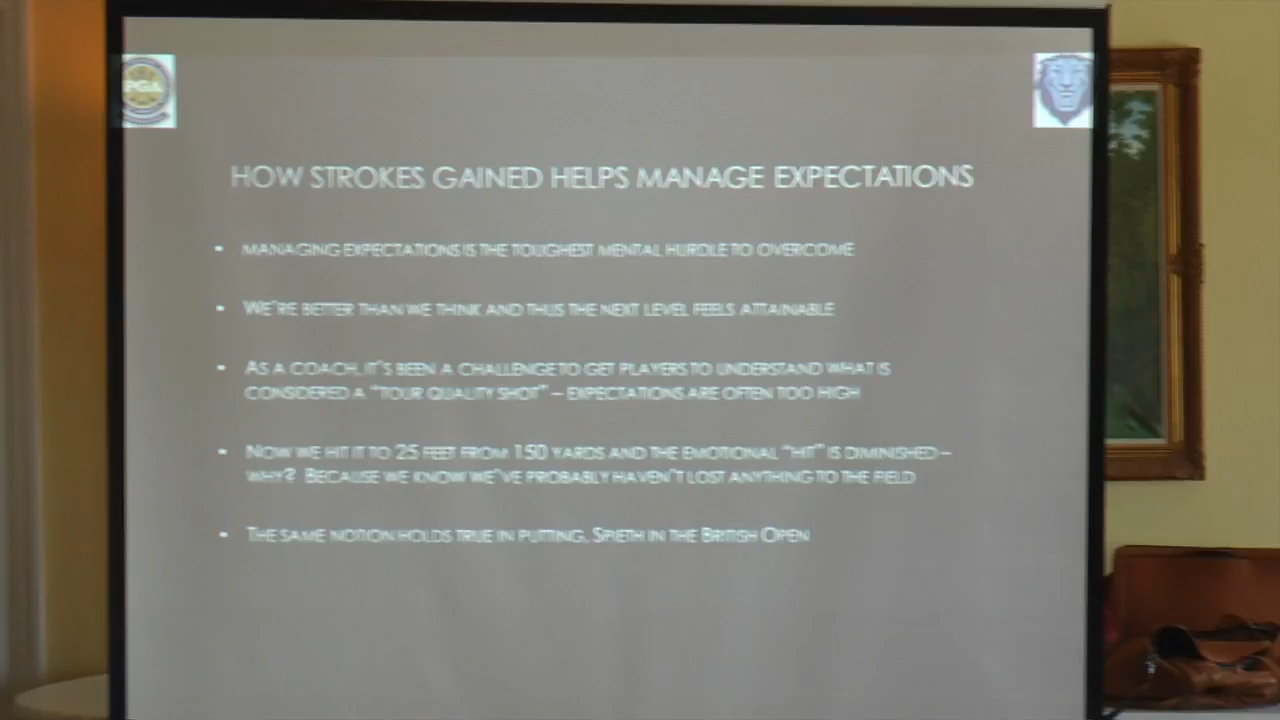 PGA
HOW STROKES GAINED HELPS MANAGE EXPECTATIONS
• MANAGING EXPECTATIONS IS THE TOUGHEST MENTAL HURDLE TO OVERCOME
• WE'RE BETTER THAN WE THINK AND THUS THE NEXT LEVEL FEELS ATTAINABLE
• AS A COACH, IT'S BEEN A CHALLENGE TO GET PLAYERS TO UNDERSTAND WHAT IS
CONSIDERED A "TOUR QUALITY SHOT" – EXPECTATIONS ARE OFTEN TOO HIGH
• NOW WE HIT IT TO 25 FEET FROM 150 YARDS AND THE EMOTIONAL "HIT" IS DIMINISHED –
WHY? BECAUSE WE KNOW WE'VE PROBABLY HAVEN'T LOST ANYTHING TO THE FIELD
• THE SAME NOTION HOLDS TRUE IN PUTTING, SPIETH IN THE BRITISH OPEN